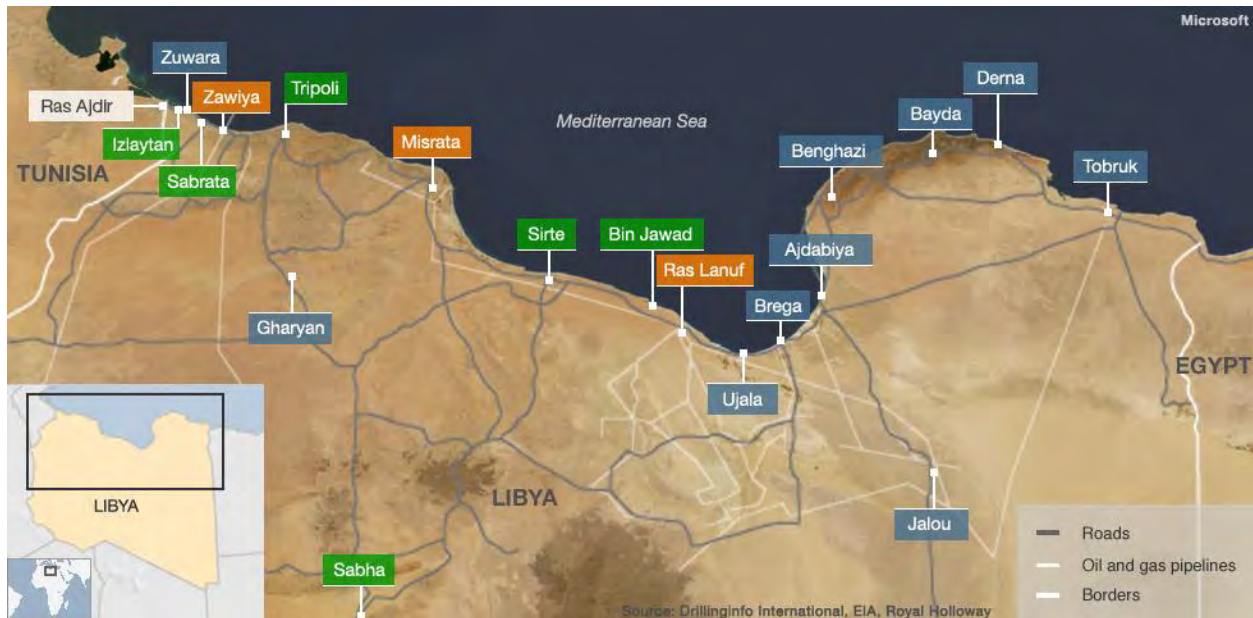 Microsoft
Zuwara
Ras Ajdir
Zawiya
Tripoli
Izlaytan
Sabrata
TUNISIA
Misrata
Mediterranean Sea
Derna
Bayda
Benghazi
Tobruk
Sirte
Bin Jawad
Ras Lanuf
Ajdabiya
Brega
Gharyan
Ujala
EGYPT
LIBYA
LIBYA
Jalou
Sabha
Roads
Oil and gas pipelines
Borders
Source: Drillinginfo International, EIA, Royal Holloway